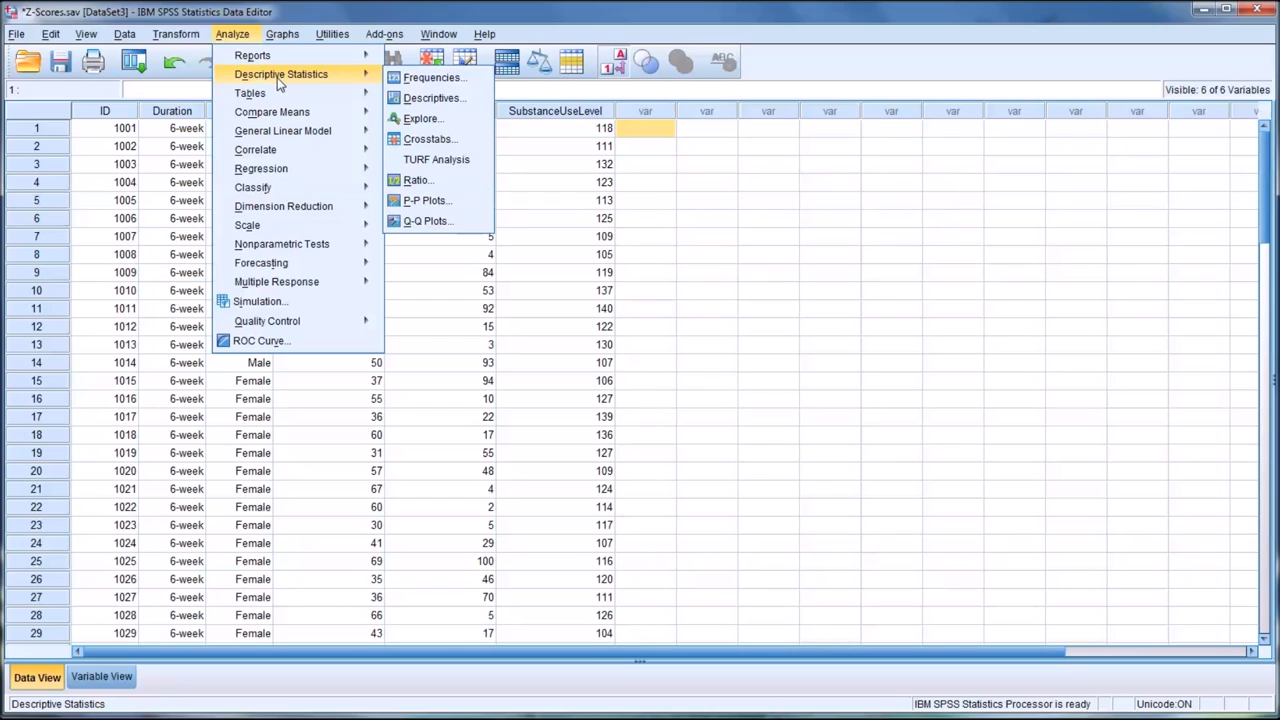 *Z-Scores.sav [DataSet3] - IBM SPSS Statistics Data Editor
File Edit View Data Transform Analyze Graphs Utilities Add-ons Window Help
1 :
Visible: 6 of 6 Variables
Reports
Descriptive Statistics
Tables
Compare Means
General Linear Model
Correlate
Regression
Classify
Dimension Reduction
Scale
Nonparametric Tests
Forecasting
Multiple Response
Simulation...
Quality Control
ROC Curve...
Frequencies...
Descriptives...
Explore...
Crosstabs...
TURF Analysis
Ratio...
P-P Plots...
Q-Q Plots...
ID Duration SubstanceUseLevel var var var var var var var var var var
1 1001 6-week 118
2 1002 6-week 111
3 1003 6-week 132
4 1004 6-week 123
5 1005 6-week 113
6 1006 6-week 125
7 1007 6-week 5 109
8 1008 6-week 4 105
9 1009 6-week 84 119
10 1010 6-week 53 137
11 1011 6-week 92 140
12 1012 6-week 15 122
13 1013 6-week 3 130
14 1014 6-week Male 50 93 107
15 1015 6-week Female 37 94 106
16 1016 6-week Female 55 10 127
17 1017 6-week Female 36 22 139
18 1018 6-week Female 60 17 136
19 1019 6-week Female 31 55 127
20 1020 6-week Female 57 48 109
21 1021 6-week Female 67 4 124
22 1022 6-week Female 60 2 114
23 1023 6-week Female 30 5 117
24 1024 6-week Female 41 29 107
25 1025 6-week Female 69 100 116
26 1026 6-week Female 35 46 120
27 1027 6-week Female 36 70 111
28 1028 6-week Female 66 5 126
29 1029 6-week Female 43 17 104
Data View Variable View
Descriptive Statistics
IBM SPSS Statistics Processor is ready
Unicode:ON